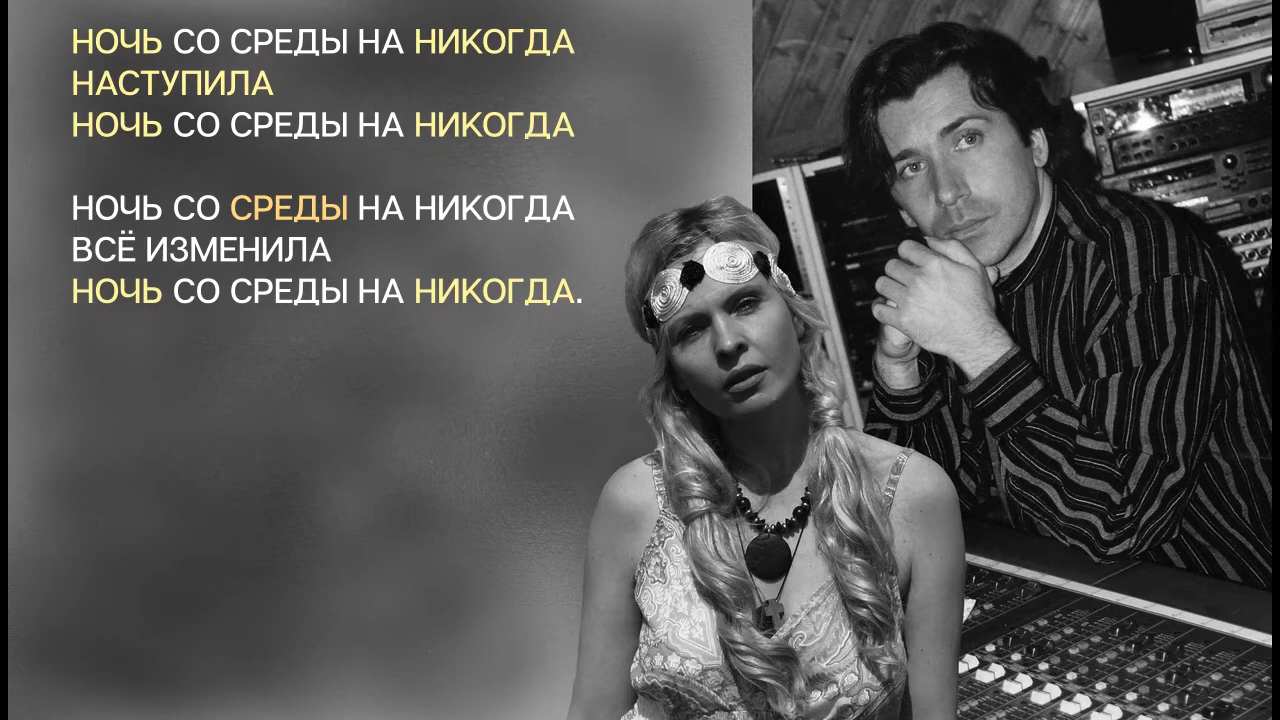 НОЧЬ СО СРЕДЫ НА НИКОГДА
НАСТУПИЛА
НОЧЬ СО СРЕДЫ НА НИКОГДА
НОЧЬ СО СРЕДЫ НА НИКОГДА
ВСЁ ИЗМЕНИЛА
НОЧЬ СО СРЕДЫ НА НИКОГДА.